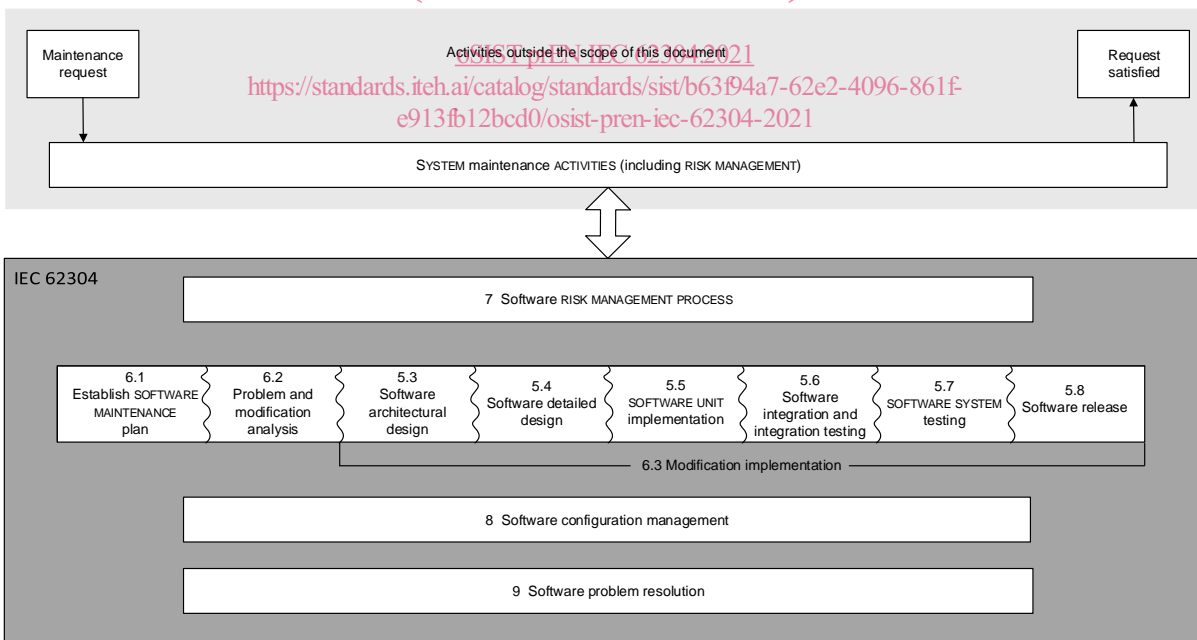 Maintenance
request
Activities outside the scope of this document
Request
satisfied
oSIST prEN IEC 62304:2021
https://standards.iteh.ai/catalog/standards/sist/b63f94a7-62e2-4096-861f-
e913fb12bcd0/osist-pren-iec-62304-2021
SYSTEM maintenance ACTIVITIES (including RISK MANAGEMENT)
IEC 62304
7 Software RISK MANAGEMENT PROCESS
6.1
Establish SOFTWARE
MAINTENANCE
plan
6.2
Problem and
modification
analysis
5.3
Software
architectural
design
5.4
Software detailed
design
5.5
SOFTWARE UNIT
implementation
5.6
Software
integration and
integration testing
5.7
SOFTWARE SYSTEM
testing
5.8
Software release
6.3 Modification implementation
8 Software configuration management
9 Software problem resolution